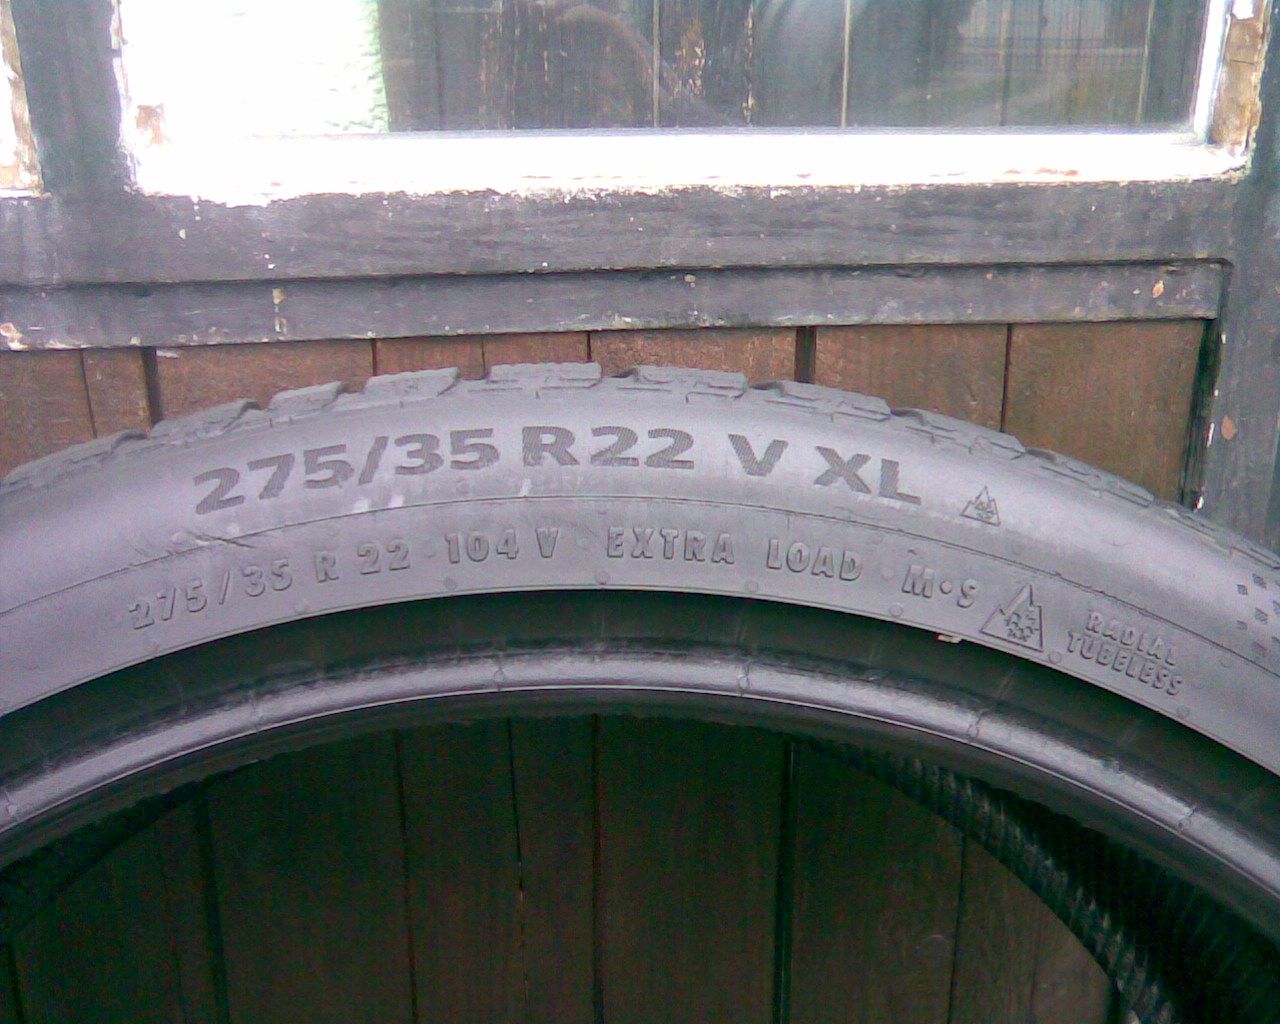 275/35 R22 V XL
275/35 R 22 104 V EXTRA LOAD M•S RADIAL TUBELESS